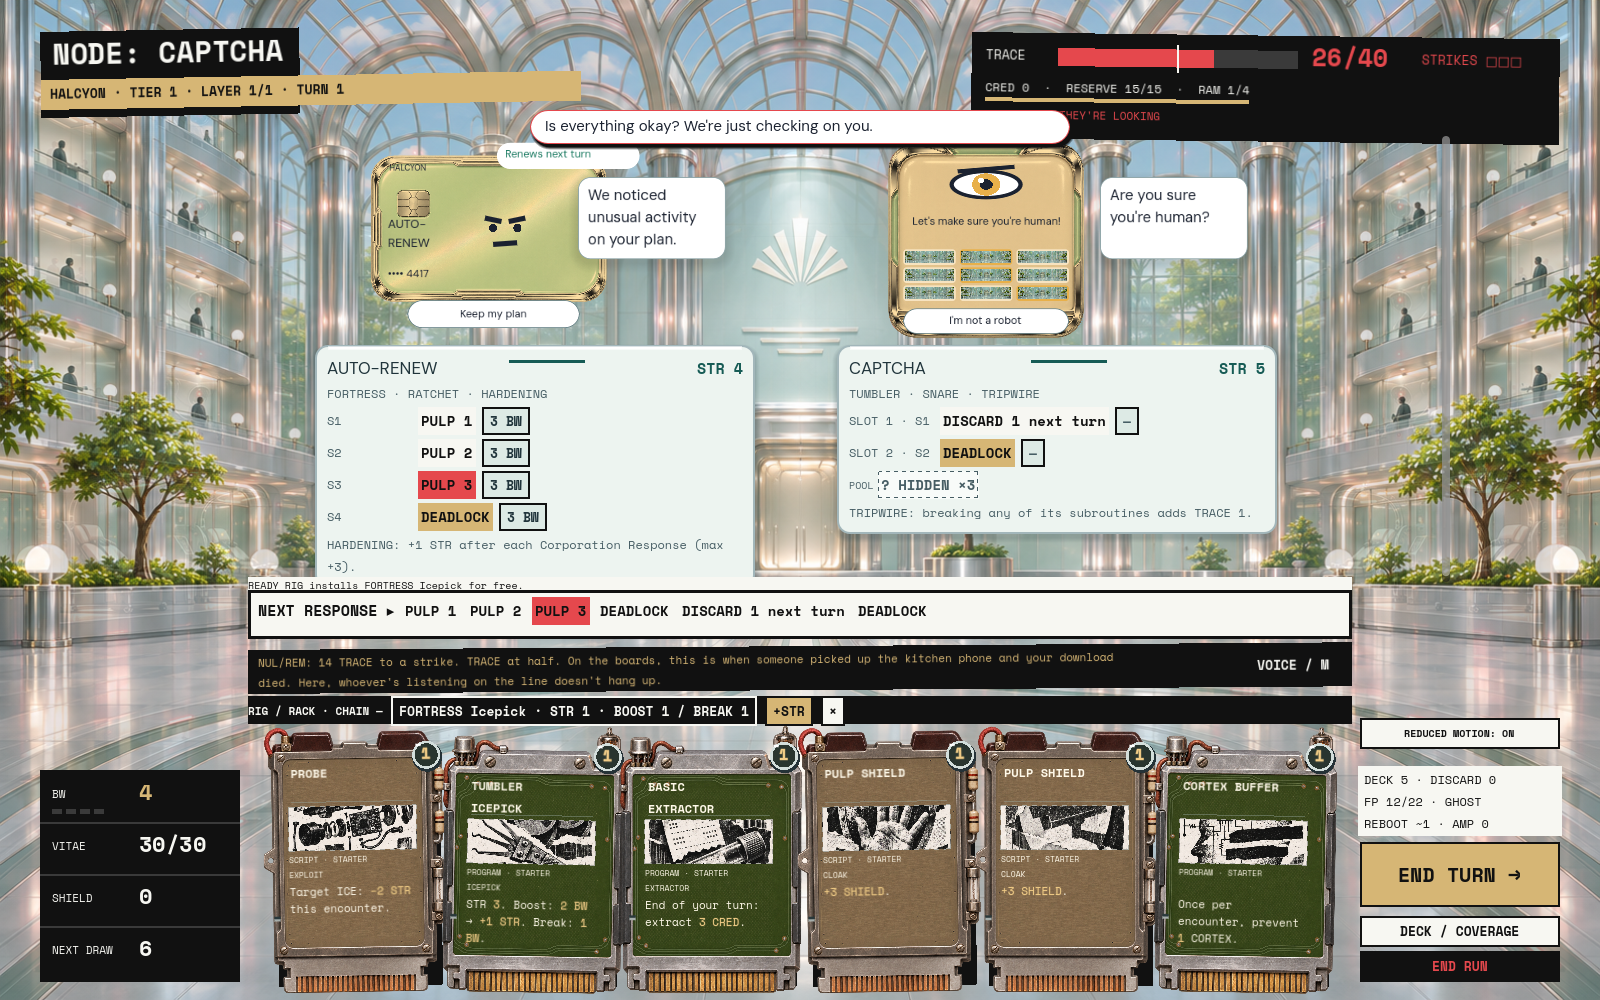 NODE: CAPTCHA
HALCYON · TIER 1 · LAYER 1/1 · TURN 1
TRACE 26/40 STRIKES □□□
CRED 0 · RESERVE 15/15 · RAM 1/4
THEY'RE LOOKING
Is everything okay? We're just checking on you.
Renews next turn
HALCYON
AUTO-
RENEW
•••• 4417
Keep my plan
We noticed
unusual activity
on your plan.
Let's make sure you're human!
I'm not a robot
Are you sure
you're human?
AUTO-RENEW STR 4
FORTRESS · RATCHET · HARDENING
S1 PULP 1 3 BW
S2 PULP 2 3 BW
S3 PULP 3 3 BW
S4 DEADLOCK 3 BW
HARDENING: +1 STR after each Corporation Response (max
+3).
CAPTCHA STR 5
TUMBLER · SNARE · TRIPWIRE
SLOT 1 · S1 DISCARD 1 next turn –
SLOT 2 · S2 DEADLOCK –
POOL ? HIDDEN ×3
TRIPWIRE: breaking any of its subroutines adds TRACE 1.
READY RIG installs FORTRESS Icepick for free.
NEXT RESPONSE ▸ PULP 1 PULP 2 PULP 3 DEADLOCK DISCARD 1 next turn DEADLOCK
NUL/REM: 14 TRACE to a strike. TRACE at half. On the boards, this is when someone picked up the kitchen phone and your download
died. Here, whoever's listening on the line doesn't hang up.
VOICE / M
RIG / RACK · CHAIN — FORTRESS Icepick · STR 1 · BOOST 1 / BREAK 1 +STR ×
BW 4
VITAE 30/30
SHIELD 0
NEXT DRAW 6
1
PROBE
SCRIPT · STARTER
EXPLOIT
Target ICE: -2 STR
this encounter.
1
TUMBLER
ICEPICK
PROGRAM · STARTER
ICEPICK
STR 3. Boost: 2 BW
→ +1 STR. Break: 1
BW.
1
BASIC
EXTRACTOR
PROGRAM · STARTER
EXTRACTOR
End of your turn:
extract 3 CRED.
1
PULP SHIELD
SCRIPT · STARTER
CLOAK
+3 SHIELD.
1
PULP SHIELD
SCRIPT · STARTER
CLOAK
+3 SHIELD.
1
CORTEX BUFFER
PROGRAM · STARTER
Once per
encounter, prevent
1 CORTEX.
REDUCED MOTION: ON
DECK 5 · DISCARD 0
FP 12/22 · GHOST
REBOOT ~1 · AMP 0
END TURN →
DECK / COVERAGE
END RUN